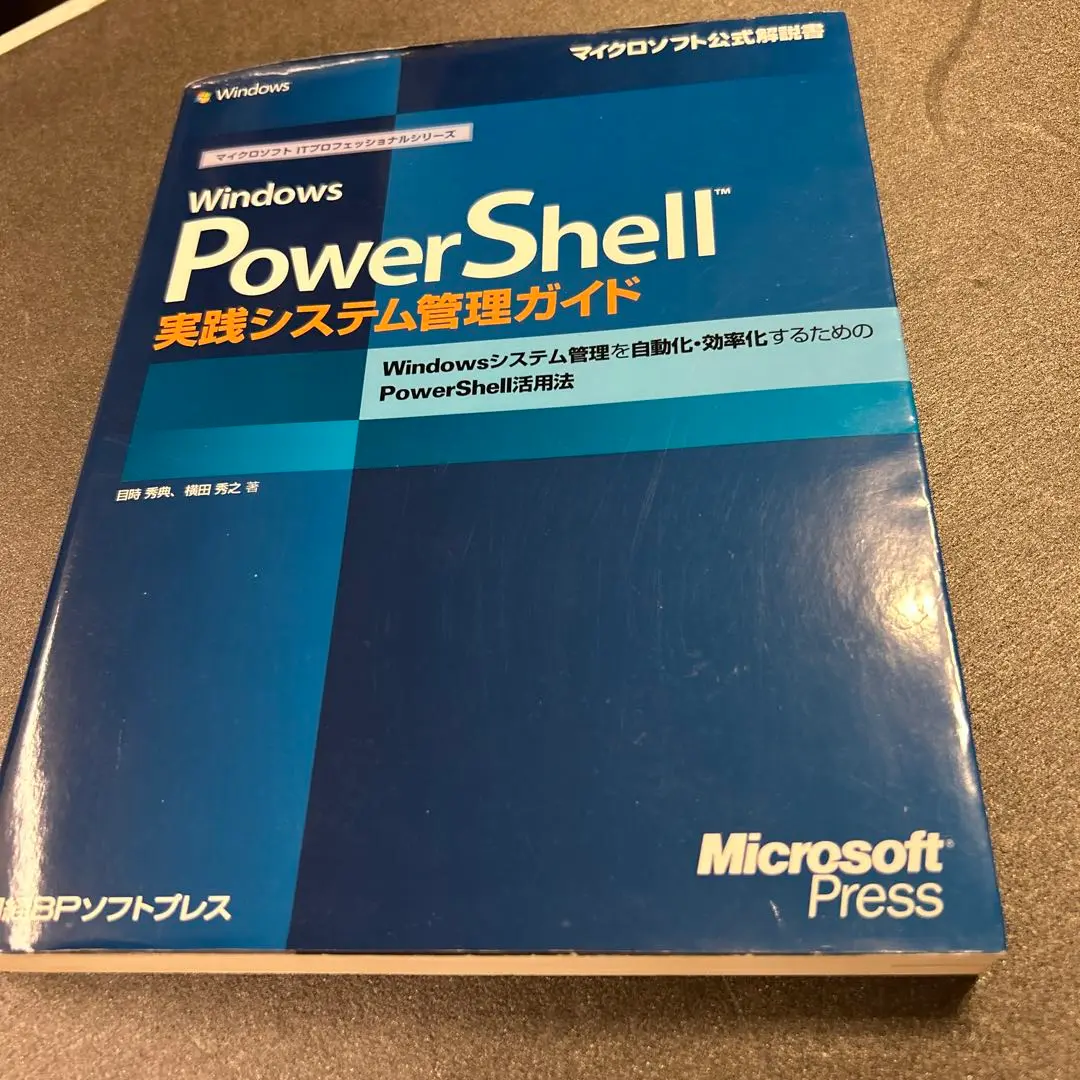 マイクロソフト公式解説書
Windows
マイクロソフト ITプロフェッショナルシリーズ
Windows
PowerShell™
実践システム管理ガイド
Windowsシステム管理を自動化・効率化するための
PowerShell活用法
目時 秀典、横田 秀之 著
Microsoft®
Press
経BPソフトプレス